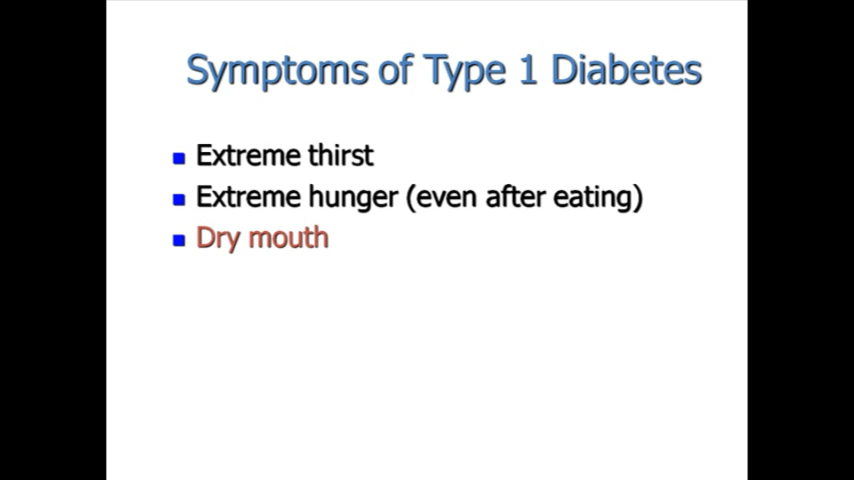 Symptoms of Type 1 Diabetes
Extreme thirst
Extreme hunger (even after eating)
Dry mouth